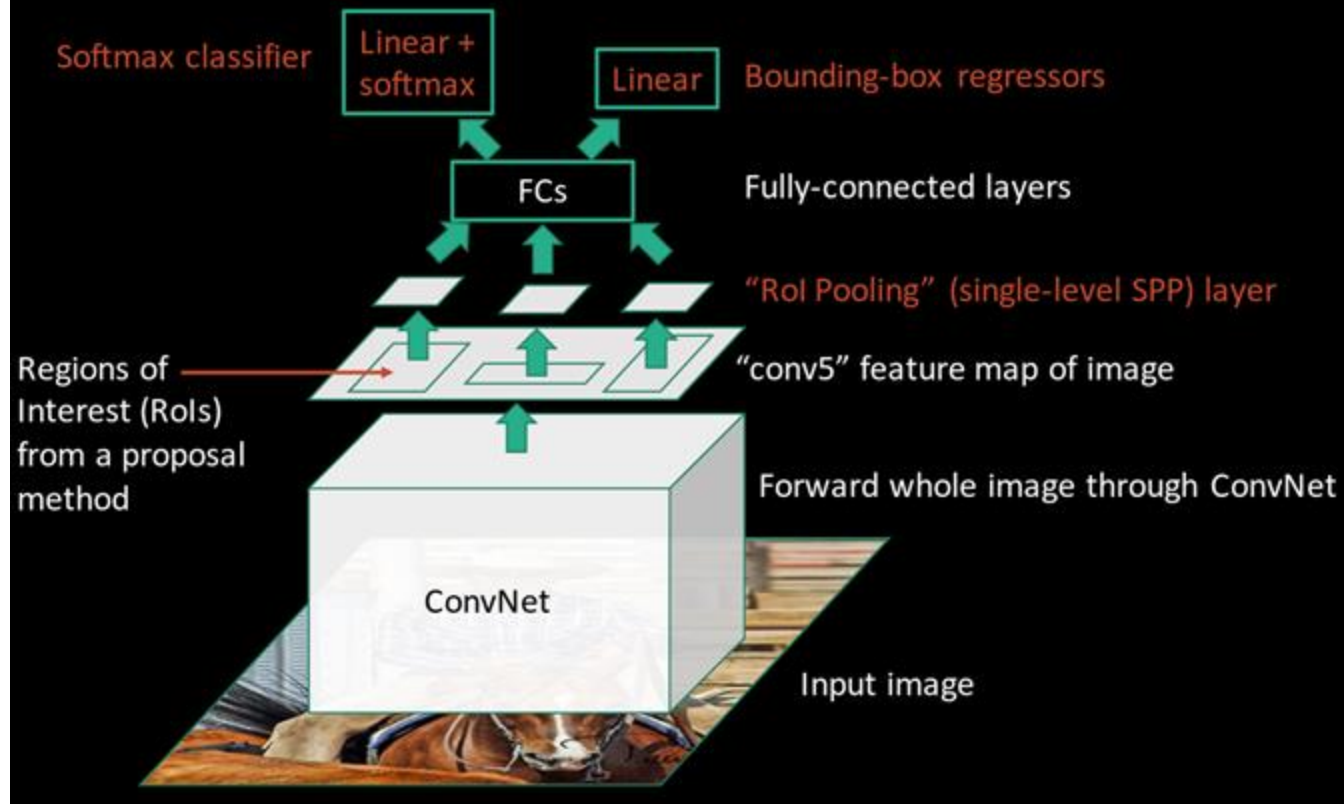 Softmax classifier
Linear +
softmax
Linear
Bounding-box regressors
FCs
Fully-connected layers
“RoI Pooling” (single-level SPP) layer
Regions of
Interest (RoIs)
from a proposal
method
“conv5” feature map of image
Forward whole image through ConvNet
ConvNet
Input image